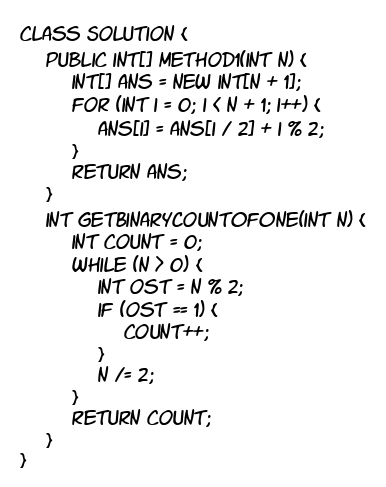 CLASS SOLUTION {
PUBLIC INT[] METHOD1(INT N) {
INT[] ANS = NEW INT[N + 1];
FOR (INT I = 0; I < N + 1; I++) {
ANS[I] = ANS[I / 2] + I % 2;
}
RETURN ANS;
}
INT GETBINARYCOUNTOFONE(INT N) {
INT COUNT = 0;
WHILE (N > 0) {
INT OST = N % 2;
IF (OST == 1) {
COUNT++;
}
N /= 2;
}
RETURN COUNT;
}
}